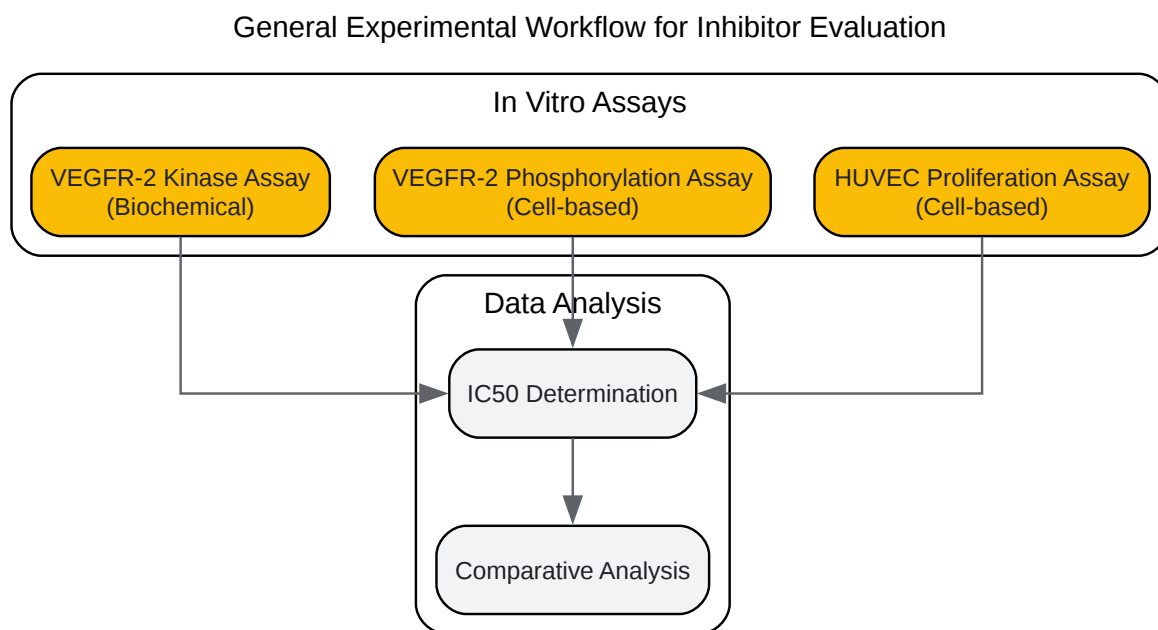 General Experimental Workflow for Inhibitor Evaluation
In Vitro Assays
VEGFR-2 Kinase Assay
(Biochemical)
VEGFR-2 Phosphorylation Assay
(Cell-based)
HUVEC Proliferation Assay
(Cell-based)
Data Analysis
IC50 Determination
Comparative Analysis